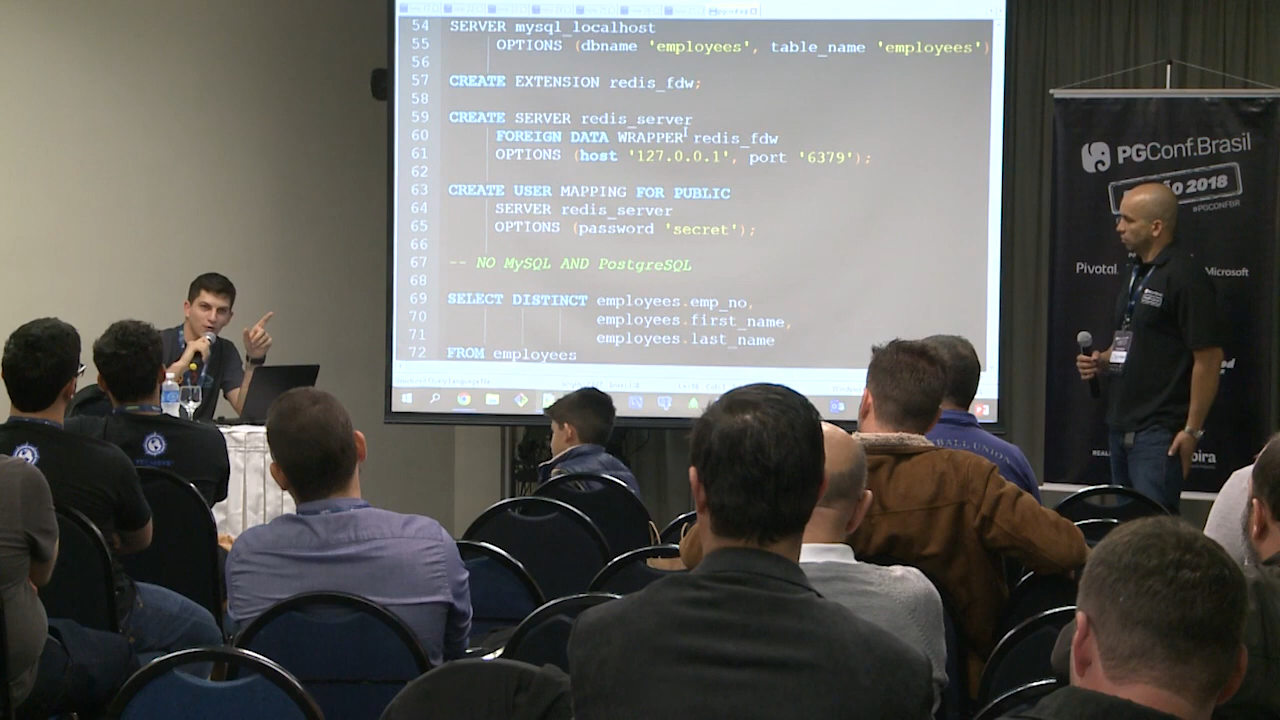 54 SERVER mysql_localhost
55 OPTIONS (dbname 'employees', table_name 'employees')
56
57 CREATE EXTENSION redis_fdw;
58
59 CREATE SERVER redis_server
60 FOREIGN DATA WRAPPER redis_fdw
61 OPTIONS (host '127.0.0.1', port '6379');
62
63 CREATE USER MAPPING FOR PUBLIC
64 SERVER redis_server
65 OPTIONS (password 'secret');
66
67 -- NO MySQL AND PostgreSQL
68
69 SELECT DISTINCT employees.emp_no,
70 employees.first_name,
71 employees.last_name
72 FROM employees
PGConf.Brasil
2018
#PGCONFBR
Pivotal
Microsoft
BALL UNION